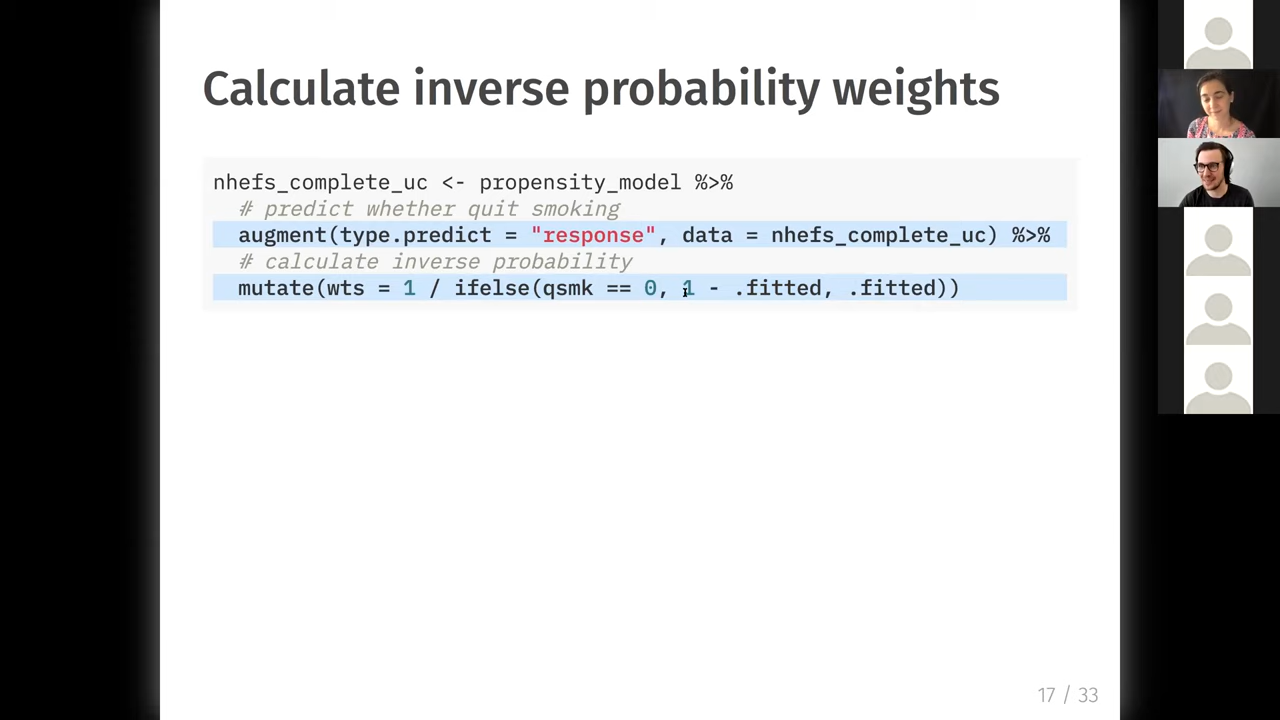 Calculate inverse probability weights
nhefs_complete_uc <- propensity_model %>%
# predict whether quit smoking
augment(type.predict = "response", data = nhefs_complete_uc) %>%
# calculate inverse probability
mutate(wts = 1 / ifelse(qsmk == 0, 1 - .fitted, .fitted))
17 / 33